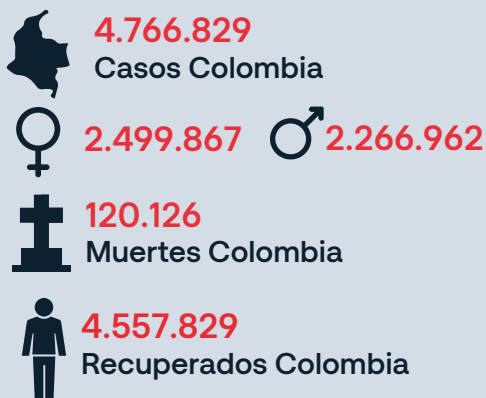 4.766.829
Casos Colombia
2.499.867 2.266.962
120.126
Muertes Colombia
4.557.829
Recuperados Colombia